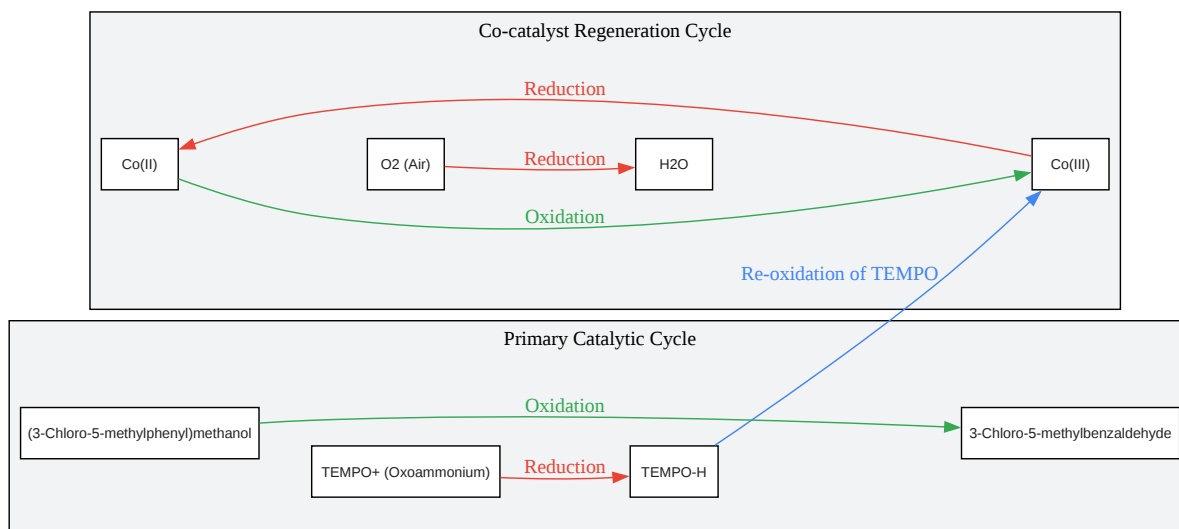 Co-catalyst Regeneration Cycle
Reduction
Co(II)
O2 (Air)
Reduction
H2O
Co(III)
Oxidation
Re-oxidation of TEMPO
Primary Catalytic Cycle
Oxidation
(3-Chloro-5-methylphenyl)methanol
3-Chloro-5-methylbenzaldehyde
TEMPO+ (Oxoammonium)
Reduction
TEMPO-H